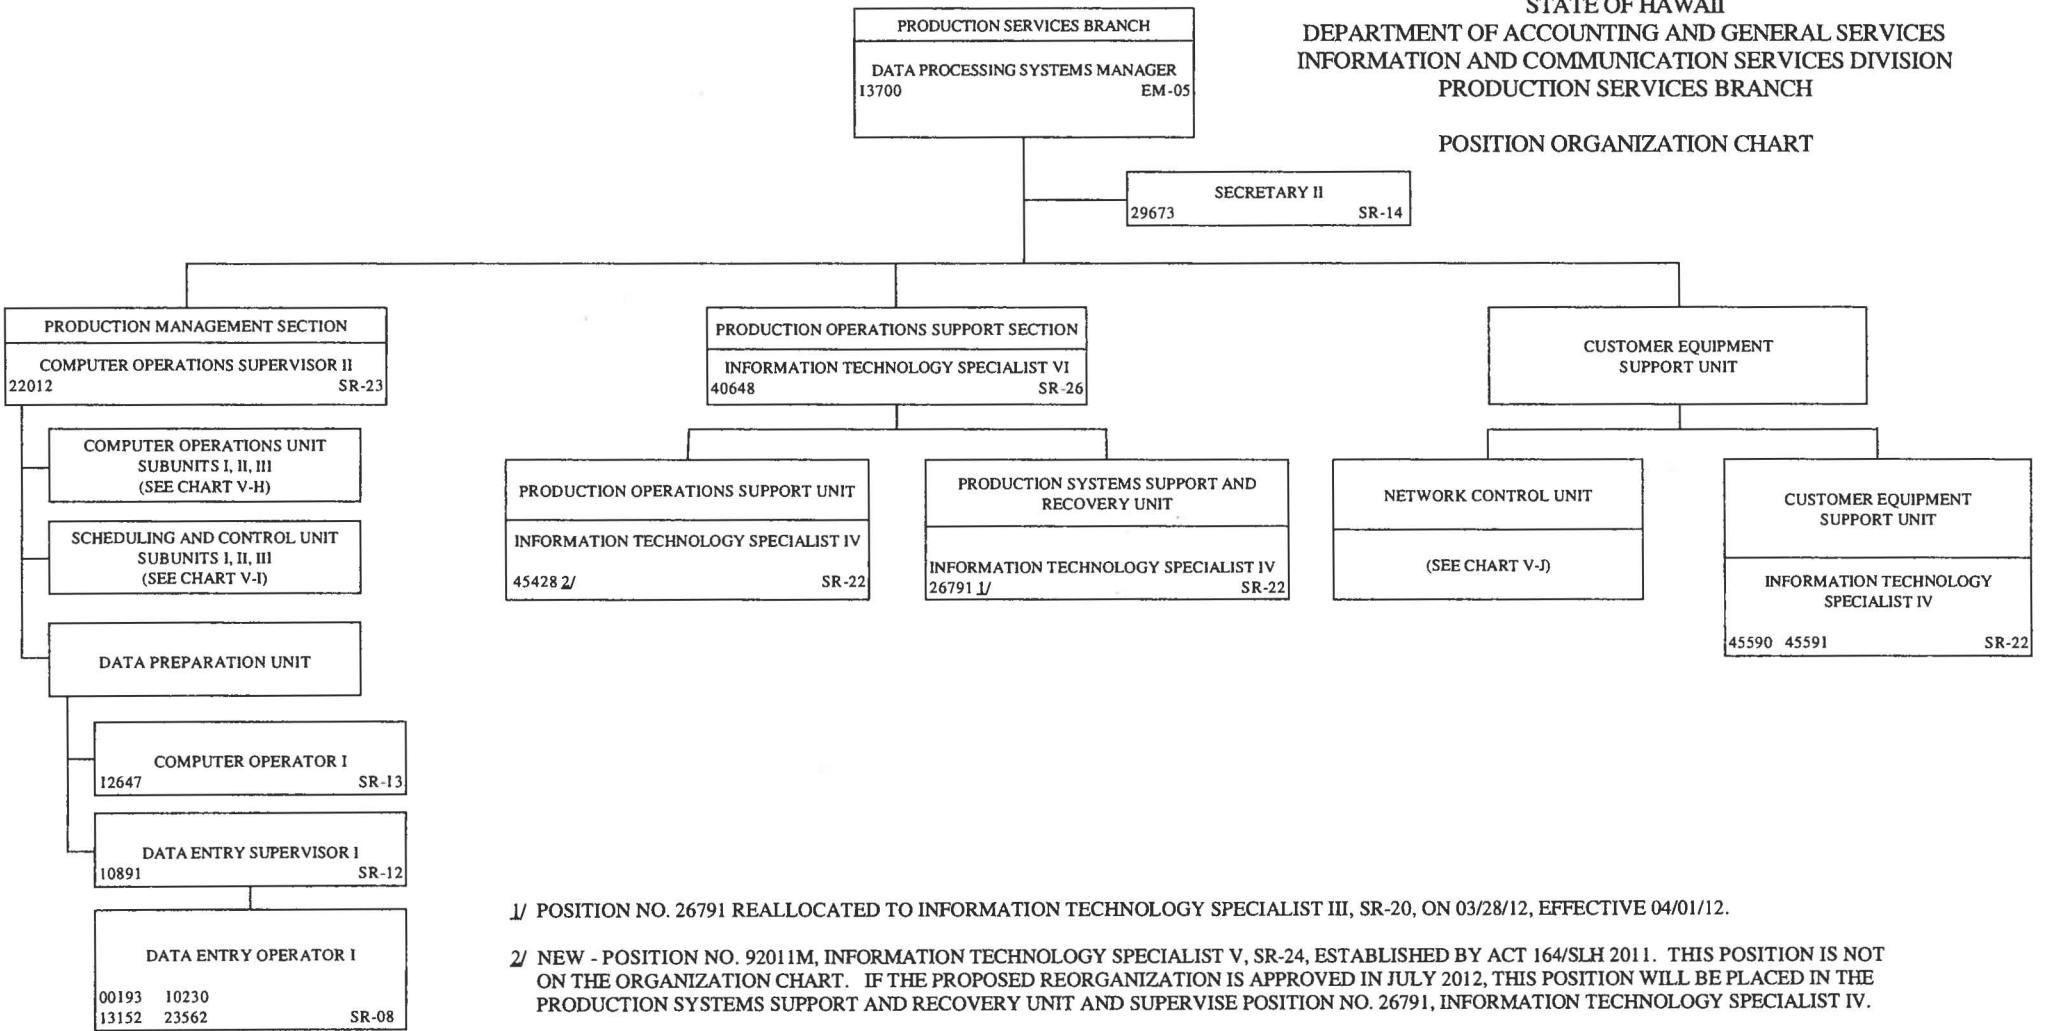 STATE OF HAWAII
DEPARTMENT OF ACCOUNTING AND GENERAL SERVICES
INFORMATION AND COMMUNICATION SERVICES DIVISION
PRODUCTION SERVICES BRANCH
POSITION ORGANIZATION CHART
PRODUCTION SERVICES BRANCH
DATA PROCESSING SYSTEMS MANAGER
13700 EM-05
SECRETARY II
29673 SR-14
PRODUCTION MANAGEMENT SECTION
COMPUTER OPERATIONS SUPERVISOR II
22012 SR-23
COMPUTER OPERATIONS UNIT
SUBUNITS I, II, III
(SEE CHART V-H)
SCHEDULING AND CONTROL UNIT
SUBUNITS I, II, III
(SEE CHART V-I)
DATA PREPARATION UNIT
COMPUTER OPERATOR I
12647 SR-13
DATA ENTRY SUPERVISOR I
10891 SR-12
DATA ENTRY OPERATOR I
00193 10230
13152 23562 SR-08
PRODUCTION OPERATIONS SUPPORT SECTION
INFORMATION TECHNOLOGY SPECIALIST VI
40648 SR-26
PRODUCTION OPERATIONS SUPPORT UNIT
INFORMATION TECHNOLOGY SPECIALIST IV
45428 2/ SR-22
PRODUCTION SYSTEMS SUPPORT AND
RECOVERY UNIT
INFORMATION TECHNOLOGY SPECIALIST IV
26791 1/ SR-22
CUSTOMER EQUIPMENT
SUPPORT UNIT
NETWORK CONTROL UNIT
(SEE CHART V-J)
CUSTOMER EQUIPMENT
SUPPORT UNIT
INFORMATION TECHNOLOGY
SPECIALIST IV
45590 45591 SR-22
1/ POSITION NO. 26791 REALLOCATED TO INFORMATION TECHNOLOGY SPECIALIST III, SR-20, ON 03/28/12, EFFECTIVE 04/01/12.
2/ NEW - POSITION NO. 92011M, INFORMATION TECHNOLOGY SPECIALIST V, SR-24, ESTABLISHED BY ACT 164/SLH 2011. THIS POSITION IS NOT
ON THE ORGANIZATION CHART. IF THE PROPOSED REORGANIZATION IS APPROVED IN JULY 2012, THIS POSITION WILL BE PLACED IN THE
PRODUCTION SYSTEMS SUPPORT AND RECOVERY UNIT AND SUPERVISE POSITION NO. 26791, INFORMATION TECHNOLOGY SPECIALIST IV.